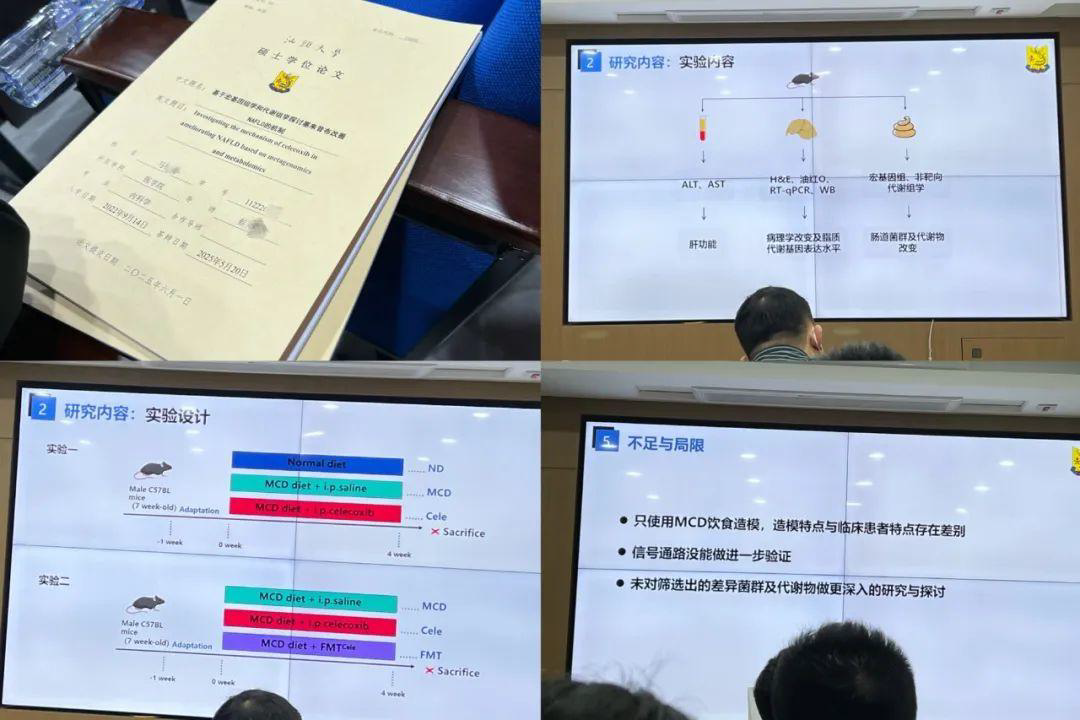 江汉大学
硕士学位论文
中文题名：
基于宏基因组学和代谢组学探讨塞来昔布改善
NAFLD的机制
英文题目：
Investigating the mechanism of celecoxib in
ameliorating NAFLD based on metagenomics
and metabolomics
医学院
内科学
11220
2022年9月14日
答辩日期
2025年5月20日
论文提交日期
二〇二五年六月一日
2
研究内容：实验内容
ALT、AST
H&E、油红O、
RT-qPCR、WB
宏基因组、非靶向
代谢组学
肝功能
病理学改变及脂质
代谢基因表达水平
肠道菌群及代谢物
改变
2
研究内容：实验设计
实验一
Normal diet
ND
MCD diet + i.p.saline
MCD
MCD diet + i.p.celecoxib
Cele
Male C57BL
mice
(7 week-old)
Adaptation
Sacrifice
-1 week
0 week
4 week
实验二
MCD diet + i.p.saline
MCD
MCD diet + i.p.celecoxib
Cele
MCD diet + FMTCele
FMT
Male C57BL
mice
(7 week-old)
Adaptation
Sacrifice
-1 week
0 week
4 week
5
不足与局限
只使用MCD饮食造模，造模特点与临床患者特点存在差别
信号通路没能做进一步验证
未对筛选出的差异菌群及代谢物做更深入的研究与探讨